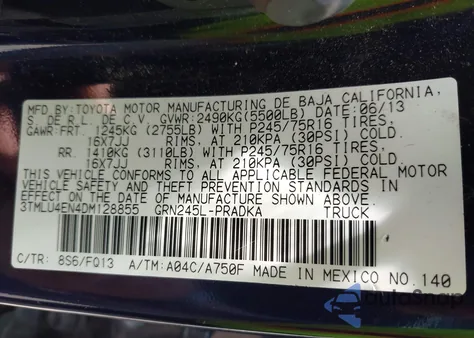 MFD.BY:TOYOTA MOTOR MANUFACTURING DE BAJA CALIFORNIA,
S. DE R.L. DE C.V. GVWR:2490KG(5500LB) DATE:06/13
GAWR:FRT. 1245KG (2755LB) WITH P245/75R16 TIRES,
16X7JJ RIMS, AT 210KPA (30PSI) COLD.
RR. 1410KG (3110LB) WITH P245/75R16 TIRES,
16X7JJ RIMS, AT 210KPA (30PSI) COLD.
THIS VEHICLE CONFORMS TO ALL APPLICABLE FEDERAL MOTOR
VEHICLE SAFETY STANDARDS IN
EFFECT ON THE DATE OF MANUFACTURE SHOWN ABOVE.
3TMLU4EN4DM128855 GRN245L-PRADKA TRUCK
C/TR: 8S6/FQ13 A/TM:A04C/A750F MADE IN MEXICO NO.140
AutoSnap